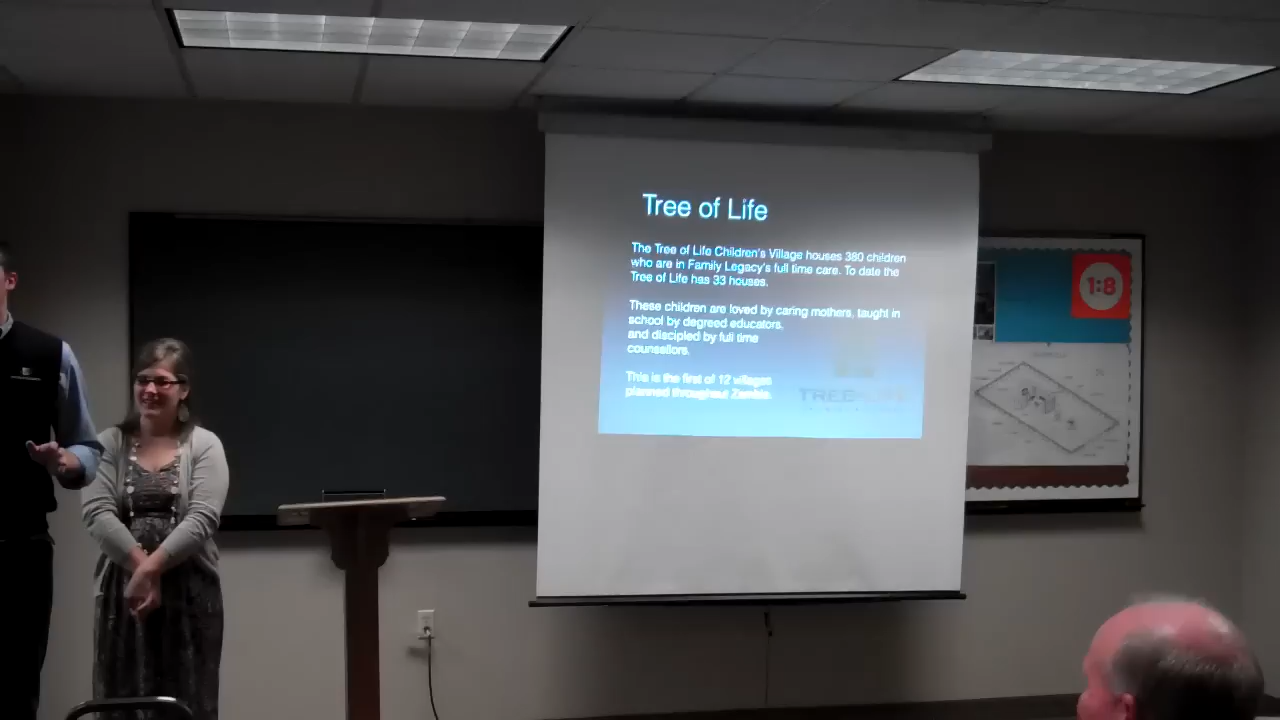 Tree of Life
The Tree of Life Children's Village houses 380 children
who are in Family Legacy's full time care. To date the
Tree of Life has 33 houses.
These children are loved by caring mothers, taught in
school by degreed educators,
and discipled by full time
counsellors.
This is the first of 12 villages
planned throughout Zambia.
TREE
LIFE
1:8